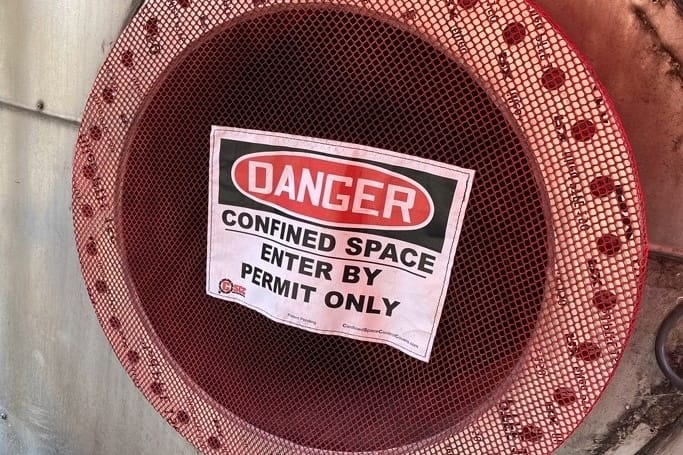 DANGER
CONFINED SPACE
ENTER BY
PERMIT ONLY
Patent Pending
ConfinedSpaceControlCovers.com